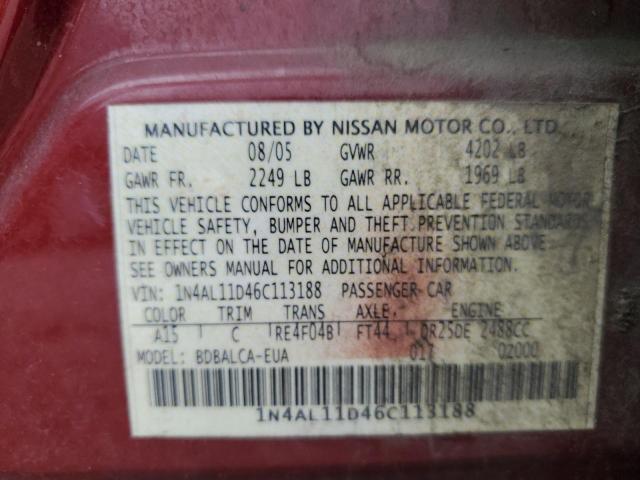 MANUFACTURED BY NISSAN MOTOR CO., LTD.
DATE 08/05 GVWR 4202 LB
GAWR FR. 2249 LB GAWR RR. 1969 LB
THIS VEHICLE CONFORMS TO ALL APPLICABLE FEDERAL MOTOR
VEHICLE SAFETY, BUMPER AND THEFT PREVENTION STANDARDS
IN EFFECT ON THE DATE OF MANUFACTURE SHOWN ABOVE.
SEE OWNERS MANUAL FOR ADDITIONAL INFORMATION.
VIN: 1N4AL11D46C113188 PASSENGER CAR
COLOR TRIM TRANS AXLE ENGINE
A15 C RE4F04B FT44 QR25DE 2488CC
MODEL: BDBALCA-EUA 017 02000
1N4AL11D46C113188